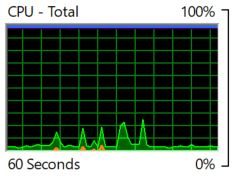 CPU - Total 100%
60 Seconds 0%